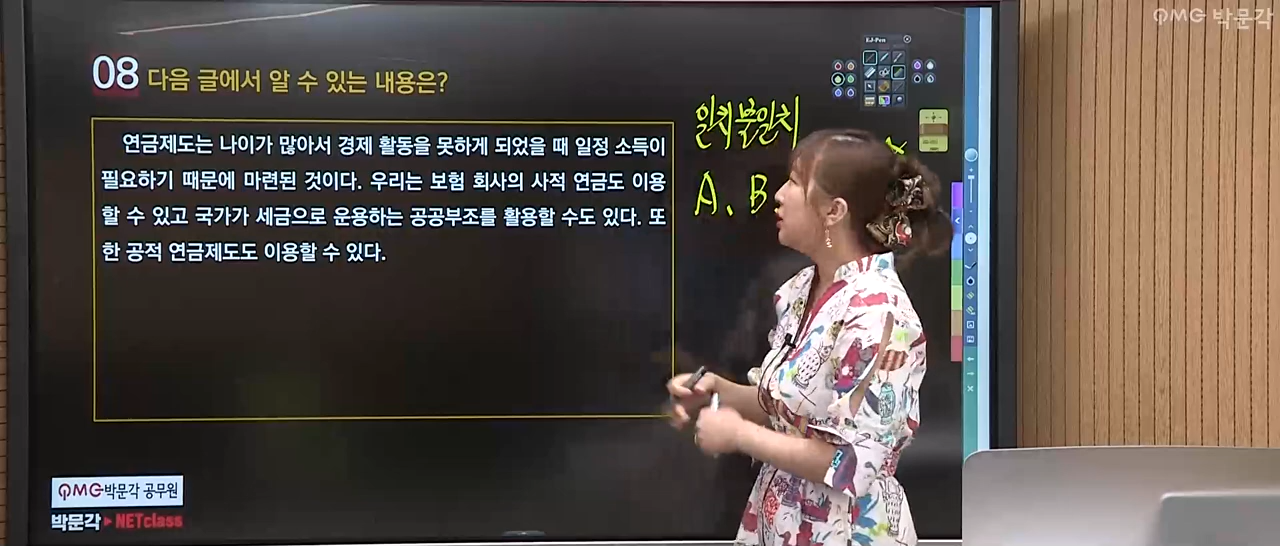 QMG 박문각
EJ-Pen
08 다음 글에서 알 수 있는 내용은?
일치불일치
A、B
연금제도는 나이가 많아서 경제 활동을 못하게 되었을 때 일정 소득이
필요하기 때문에 마련된 것이다. 우리는 보험 회사의 사적 연금도 이용
할 수 있고 국가가 세금으로 운용하는 공공부조를 활용할 수도 있다. 또
한 공적 연금제도도 이용할 수 있다.
QMG박문각 공무원
박문각 ▶ NETclass